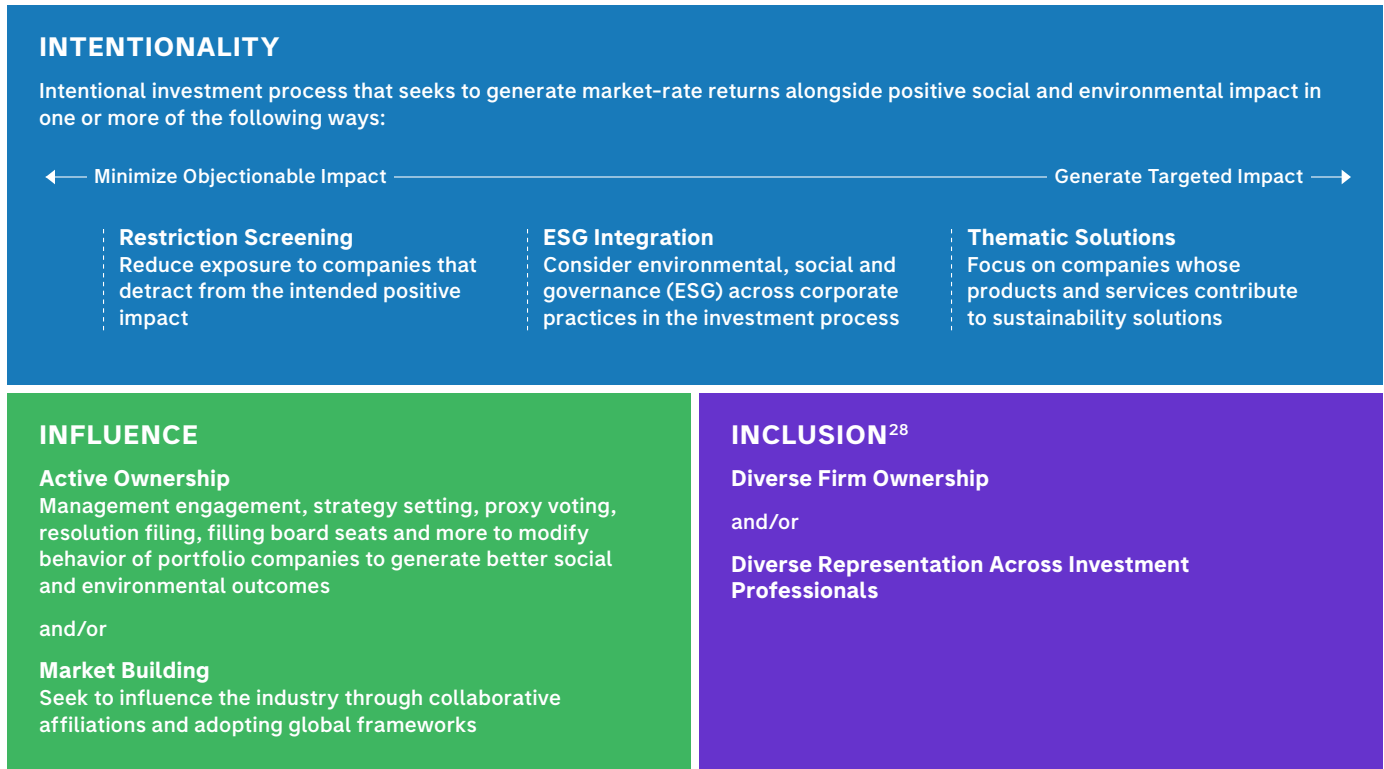 INTENTIONALITY
Intentional investment process that seeks to generate market-rate returns alongside positive social and environmental impact in
one or more of the following ways:
Minimize Objectionable Impact
Generate Targeted Impact
Restriction Screening
Reduce exposure to companies that
detract from the intended positive
impact
ESG Integration
Consider environmental, social and
governance (ESG) across corporate
practices in the investment process
Thematic Solutions
Focus on companies whose
products and services contribute
to sustainability solutions
INFLUENCE
Active Ownership
Management engagement, strategy setting, proxy voting,
resolution filing, filling board seats and more to modify
behavior of portfolio companies to generate better social
and environmental outcomes
and/or
Market Building
Seek to influence the industry through collaborative
affiliations and adopting global frameworks
INCLUSION²⁸
Diverse Firm Ownership
and/or
Diverse Representation Across Investment
Professionals